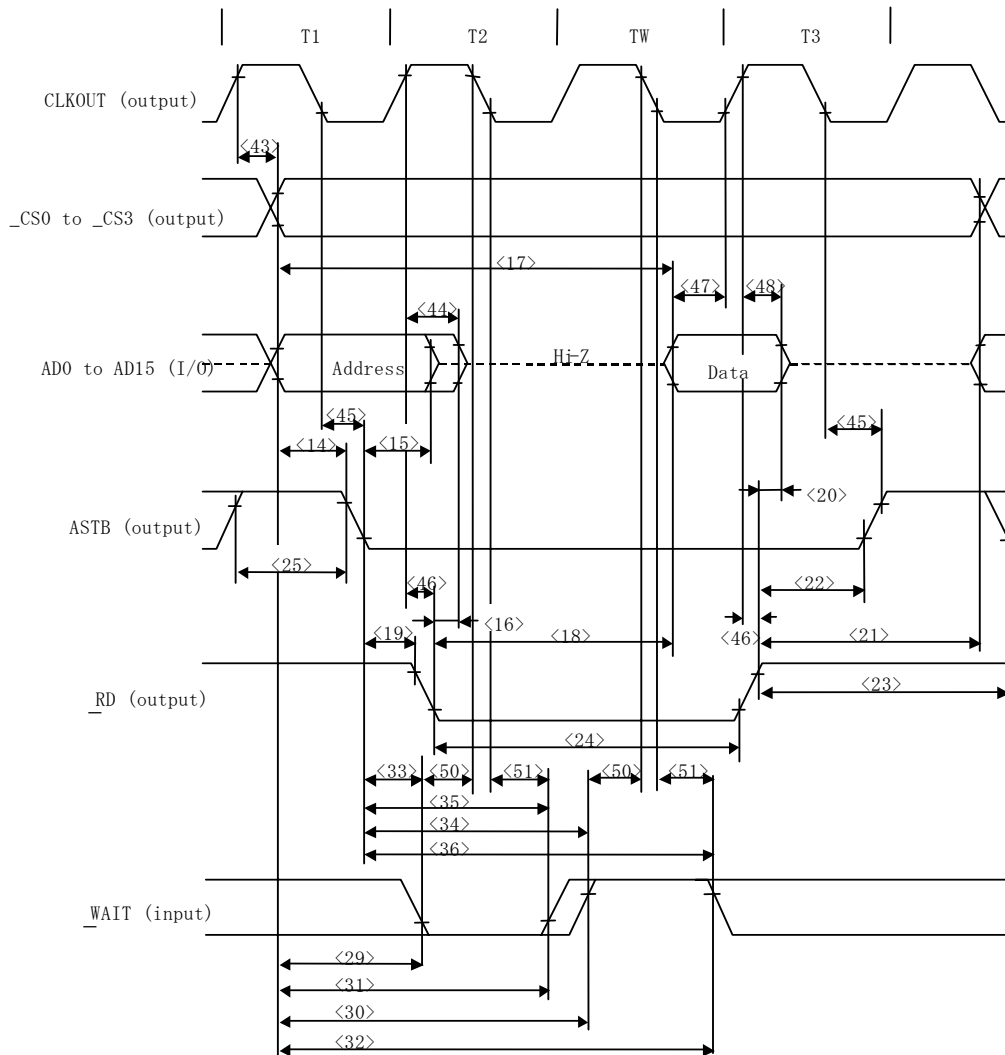 T1 T2 TW T3
CLKOUT (output)
<43>
_CS0 to _CS3 (output)
<17>
<47> <48>
<44>
AD0 to AD15 (I/O) Address Hi-Z Data
<45> <45>
<14> <15>
<20>
ASTB (output)
<25>
<46> <22>
<16>
<19> <18> <46> <21>
_RD (output) <23>
<24>
<33> <50> <51> <50> <51>
<35>
<34>
<36>
_WAIT (input)
<29>
<31>
<30>
<32>